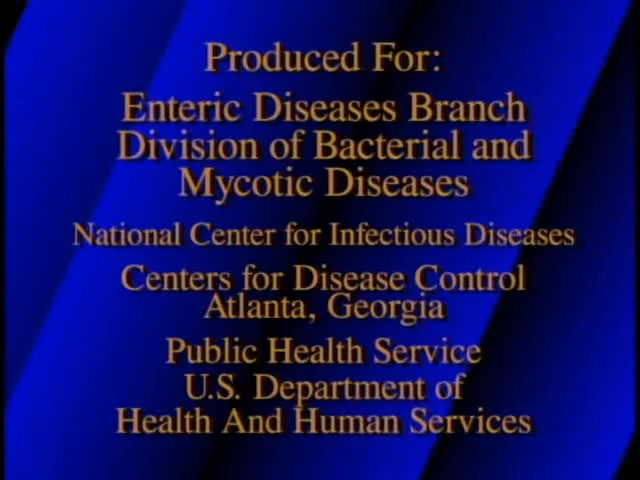 Produced For:
Enteric Diseases Branch
Division of Bacterial and
Mycotic Diseases
National Center for Infectious Diseases
Centers for Disease Control
Atlanta, Georgia
Public Health Service
U.S. Department of
Health And Human Services